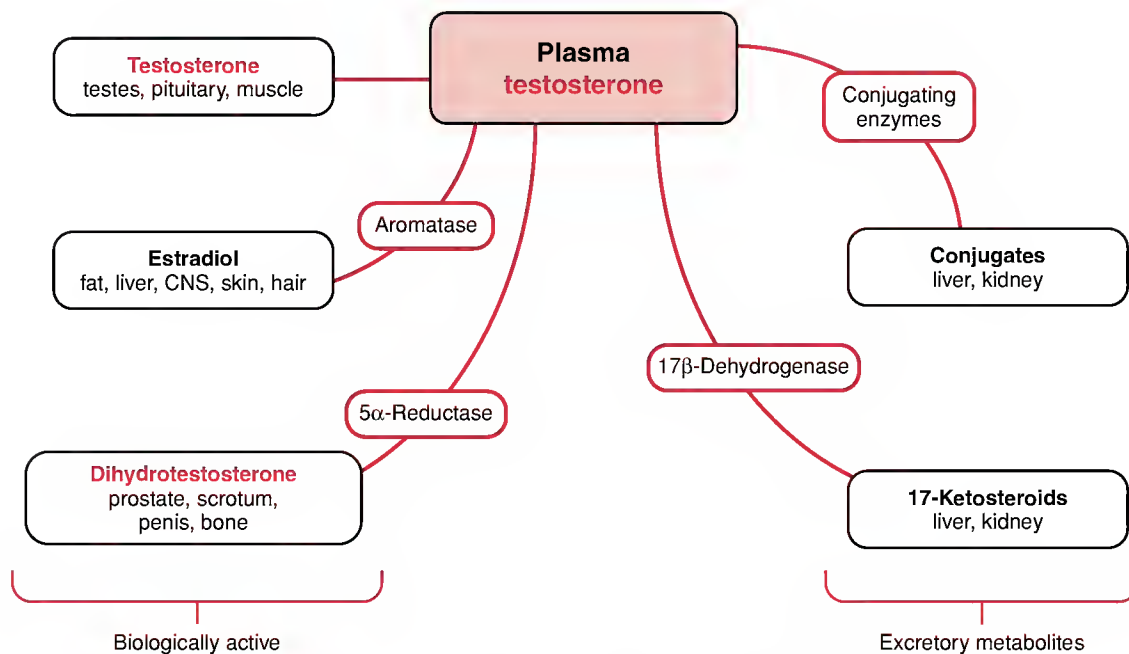 Plasma
testosterone
Testosterone
testes, pituitary, muscle
Conjugating
enzymes
Aromatase
Estradiol
fat, liver, CNS, skin, hair
Conjugates
liver, kidney
17β-Dehydrogenase
5α-Reductase
Dihydrotestosterone
prostate, scrotum,
penis, bone
17-Ketosteroids
liver, kidney
Biologically active
Excretory metabolites